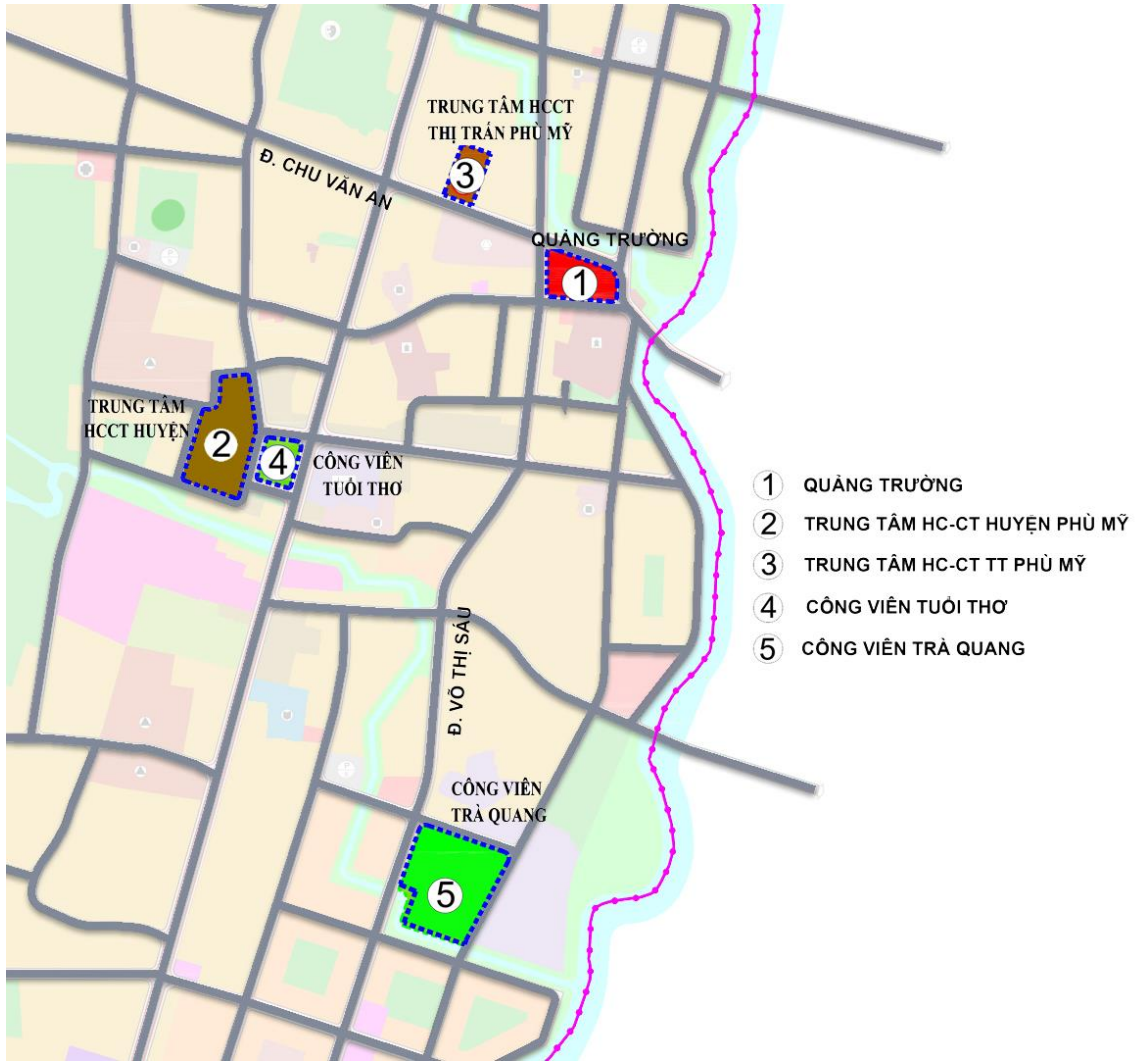 TRUNG TÂM HCCT
THỊ TRẤN PHÙ MỸ
3
Đ. CHU VĂN AN
QUẢNG TRƯỜNG
1
TRUNG TÂM
HCCT HUYỆN
2
4
CÔNG VIÊN
TUỔI THƠ
Đ. VÕ THỊ SÁU
CÔNG VIÊN
TRÀ QUANG
5
1 QUẢNG TRƯỜNG
2 TRUNG TÂM HC-CT HUYỆN PHÙ MỸ
3 TRUNG TÂM HC-CT TT PHÙ MỸ
4 CÔNG VIÊN TUỔI THƠ
5 CÔNG VIÊN TRÀ QUANG